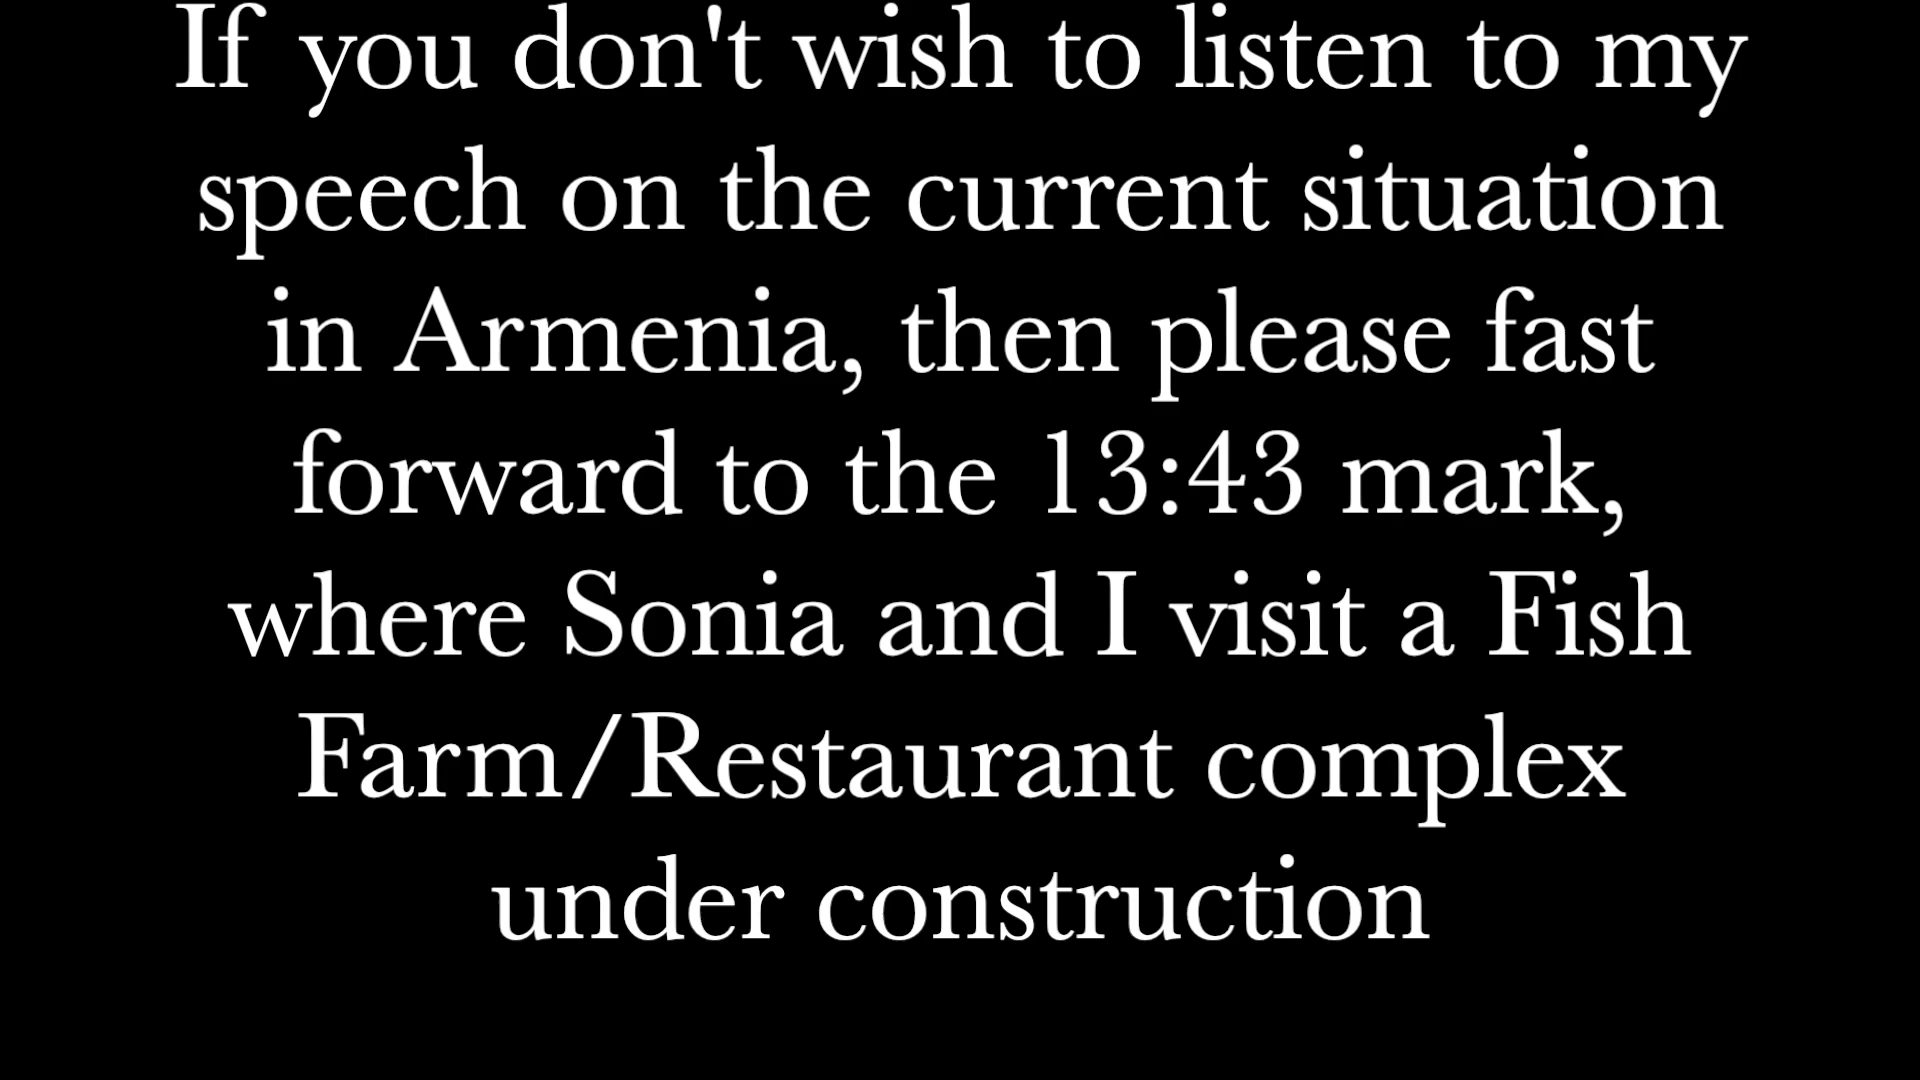 If you don't wish to listen to my
speech on the current situation
in Armenia, then please fast
forward to the 13:43 mark,
where Sonia and I visit a Fish
Farm/Restaurant complex
under construction